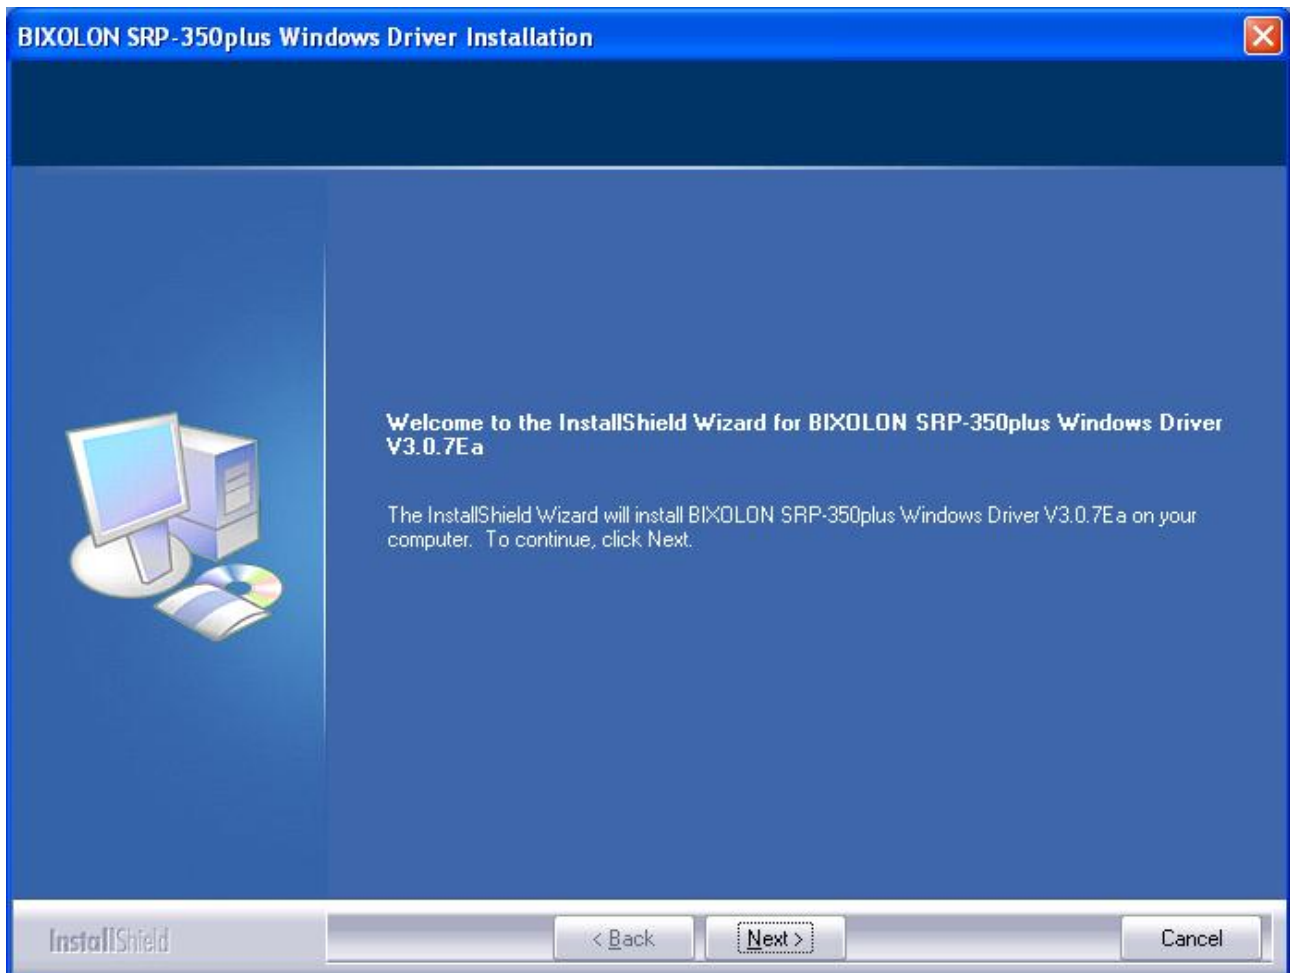 BIXOLON SRP-350plus Windows Driver Installation
Welcome to the InstallShield Wizard for BIXOLON SRP-350plus Windows Driver
V3.0.7Ea
The InstallShield Wizard will install BIXOLON SRP-350plus Windows Driver V3.0.7Ea on your
computer.  To continue, click Next.
InstallShield
< Back
Next >
Cancel